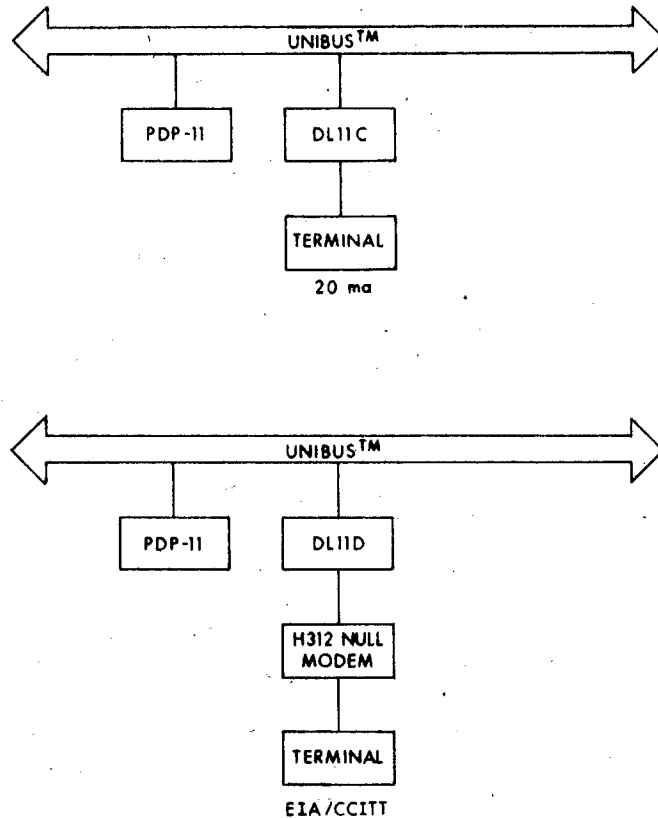 UNIBUS™
PDP-11
DL11C
TERMINAL
20 ma
UNIBUS™
PDP-11
DL11D
H312 NULL
MODEM
TERMINAL
EIA/CCITT